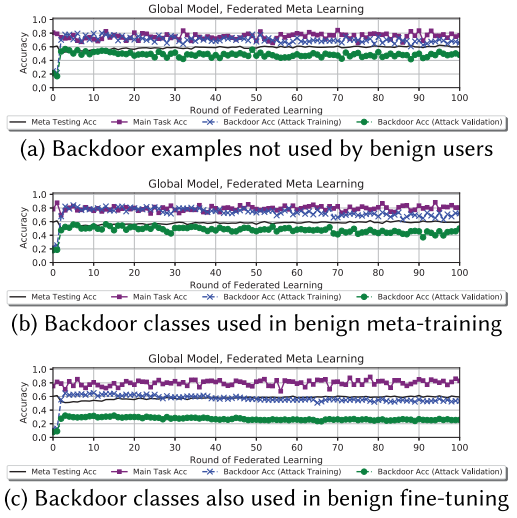 Global Model, Federated Meta Learning
1.0
0.8
0.6
0.4
0.2
0.0
Accuracy
0 10 20 30 40 50 60 70 80 90 100
Round of Federated Learning
Meta Testing Acc Main Task Acc Backdoor Acc (Attack Training) Backdoor Acc (Attack Validation)
(a) Backdoor examples not used by benign users
Global Model, Federated Meta Learning
1.0
0.8
0.6
0.4
0.2
0.0
Accuracy
0 10 20 30 40 50 60 70 80 90 100
Round of Federated Learning
Meta Testing Acc Main Task Acc Backdoor Acc (Attack Training) Backdoor Acc (Attack Validation)
(b) Backdoor classes used in benign meta-training
Global Model, Federated Meta Learning
1.0
0.8
0.6
0.4
0.2
0.0
Accuracy
0 10 20 30 40 50 60 70 80 90 100
Round of Federated Learning
Meta Testing Acc Main Task Acc Backdoor Acc (Attack Training) Backdoor Acc (Attack Validation)
(c) Backdoor classes also used in benign fine-tuning